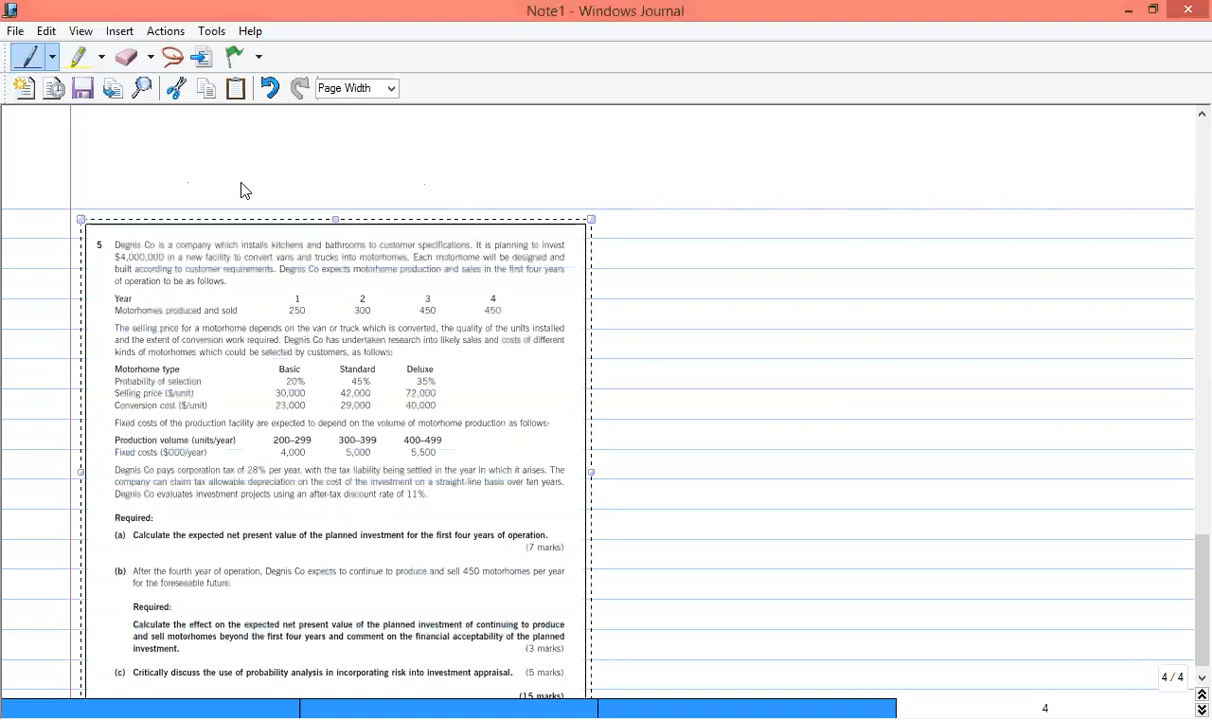 Note1 - Windows Journal
File Edit View Insert Actions Tools Help
Page Width
5 Degnis Co is a company which installs kitchens and bathrooms to customer specifications. It is planning to invest
$4,000,000 in a new facility to convert vans and trucks into motorhomes. Each motorhome will be designed and
built according to customer requirements. Degnis Co expects motorhome production and sales in the first four years
of operation to be as follows.
Year 1 2 3 4
Motorhomes produced and sold 250 300 450 450
The selling price for a motorhome depends on the van or truck which is converted, the quality of the units installed
and the extent of conversion work required. Degnis Co has undertaken research into likely sales and costs of different
kinds of motorhomes which could be selected by customers, as follows:
Motorhome type Basic Standard Deluxe
Probability of selection 20% 45% 35%
Selling price ($/unit) 30,000 42,000 72,000
Conversion cost ($/unit) 23,000 29,000 40,000
Fixed costs of the production facility are expected to depend on the volume of motorhome production as follows:
Production volume (units/year) 200–299 300–399 400–499
Fixed costs ($000/year) 4,000 5,000 5,500
Degnis Co pays corporation tax of 28% per year, with the tax liability being settled in the year in which it arises. The
company can claim tax allowable depreciation on the cost of the investment on a straight-line basis over ten years.
Degnis Co evaluates investment projects using an after-tax discount rate of 11%.
Required:
(a) Calculate the expected net present value of the planned investment for the first four years of operation.
(7 marks)
(b) After the fourth year of operation, Degnis Co expects to continue to produce and sell 450 motorhomes per year
for the foreseeable future.
Required:
Calculate the effect on the expected net present value of the planned investment of continuing to produce
and sell motorhomes beyond the first four years and comment on the financial acceptability of the planned
investment. (3 marks)
(c) Critically discuss the use of probability analysis in incorporating risk into investment appraisal. (5 marks)
(15 marks)
4 / 4
4